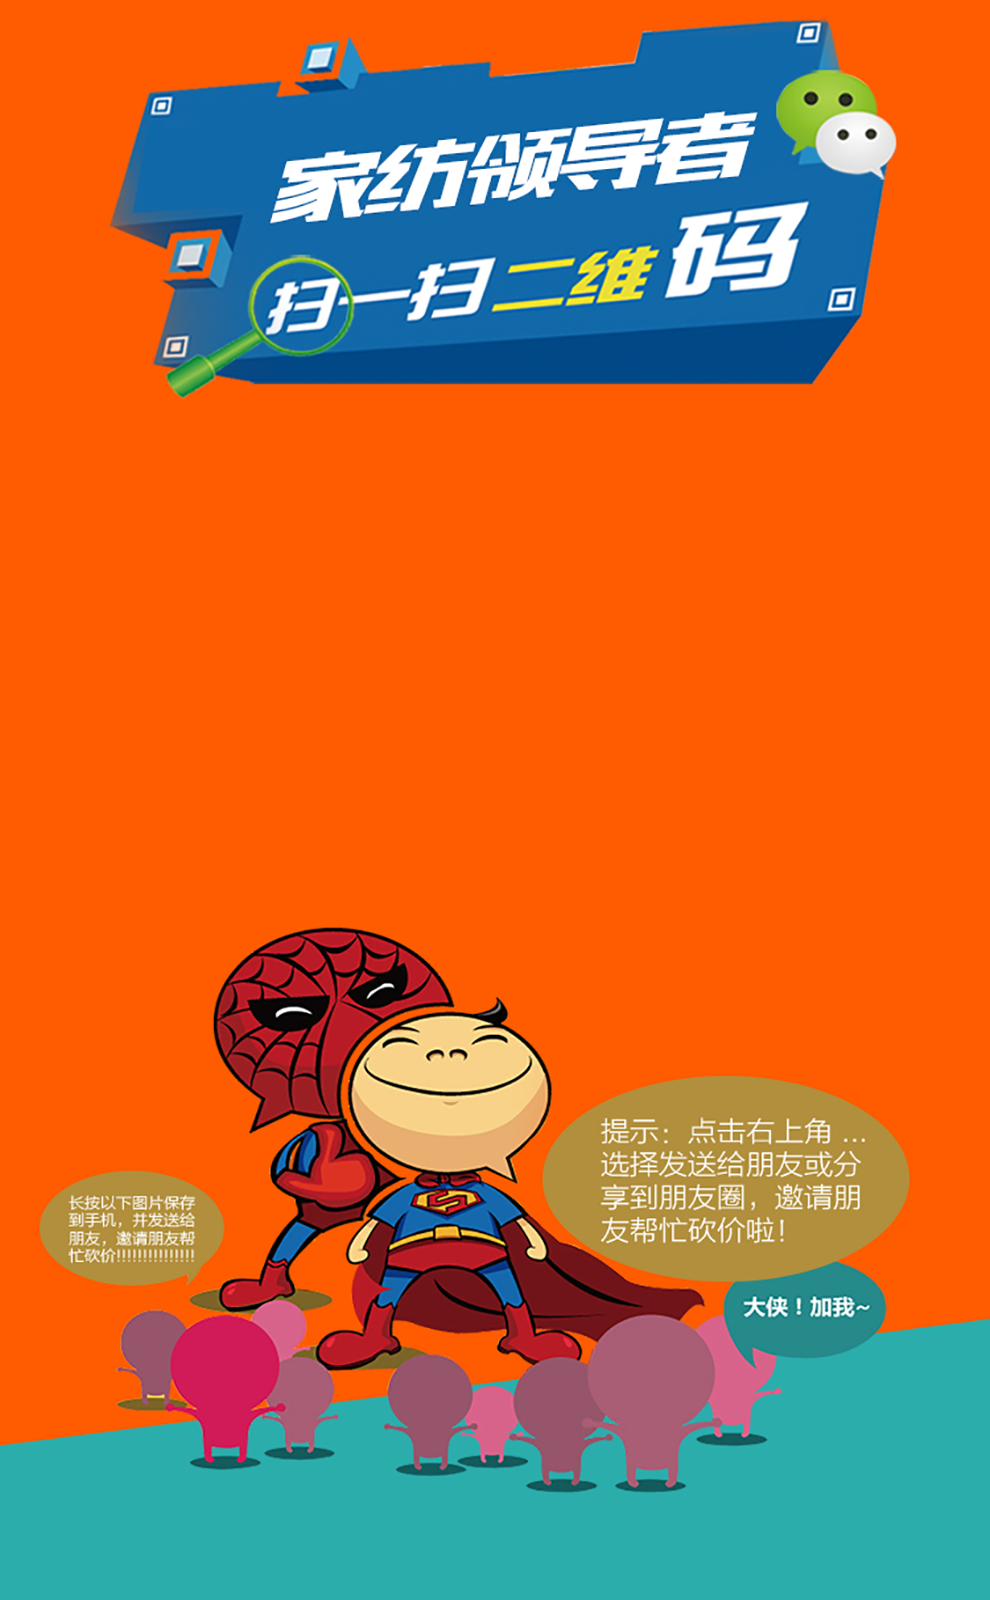 家纺领导者
扫一扫二维码
提示：点击右上角 ...
选择发送给朋友或分
享到朋友圈，邀请朋
友帮忙砍价啦！
长按以下图片保存
到手机，并发送给
朋友，邀请朋友帮
忙砍价!!!!!!!!!!!!!!!
大侠！加我~
S